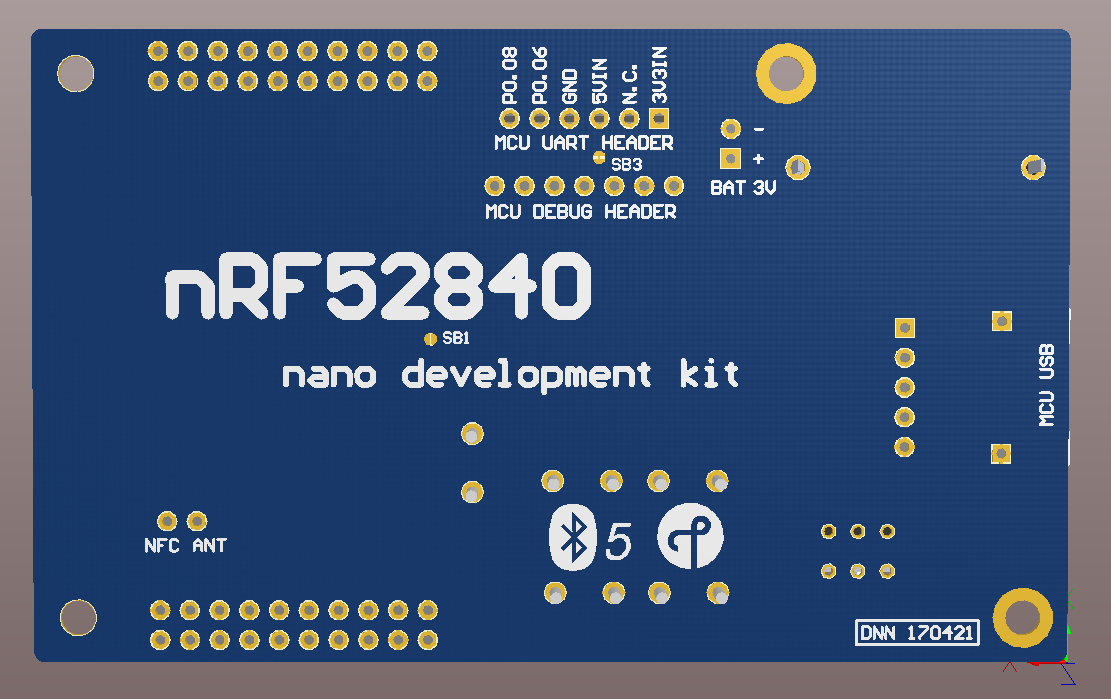 P0.08
P0.06
GND
5VIN
N.C.
3V3IN
MCU UART HEADER
SB3
-
+
BAT 3V
MCU DEBUG HEADER
nRF52840
SB1
nano development kit
MCU USB
NFC ANT
5
DNN 170421